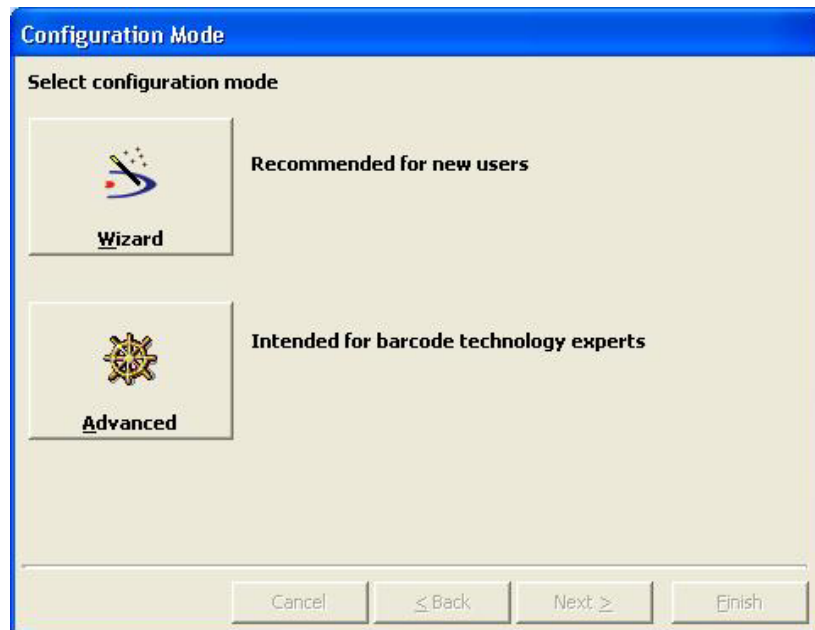 Configuration Mode
Select configuration mode
Recommended for new users
Wizard
Intended for barcode technology experts
Advanced
Cancel
< Back
Next >
Finish